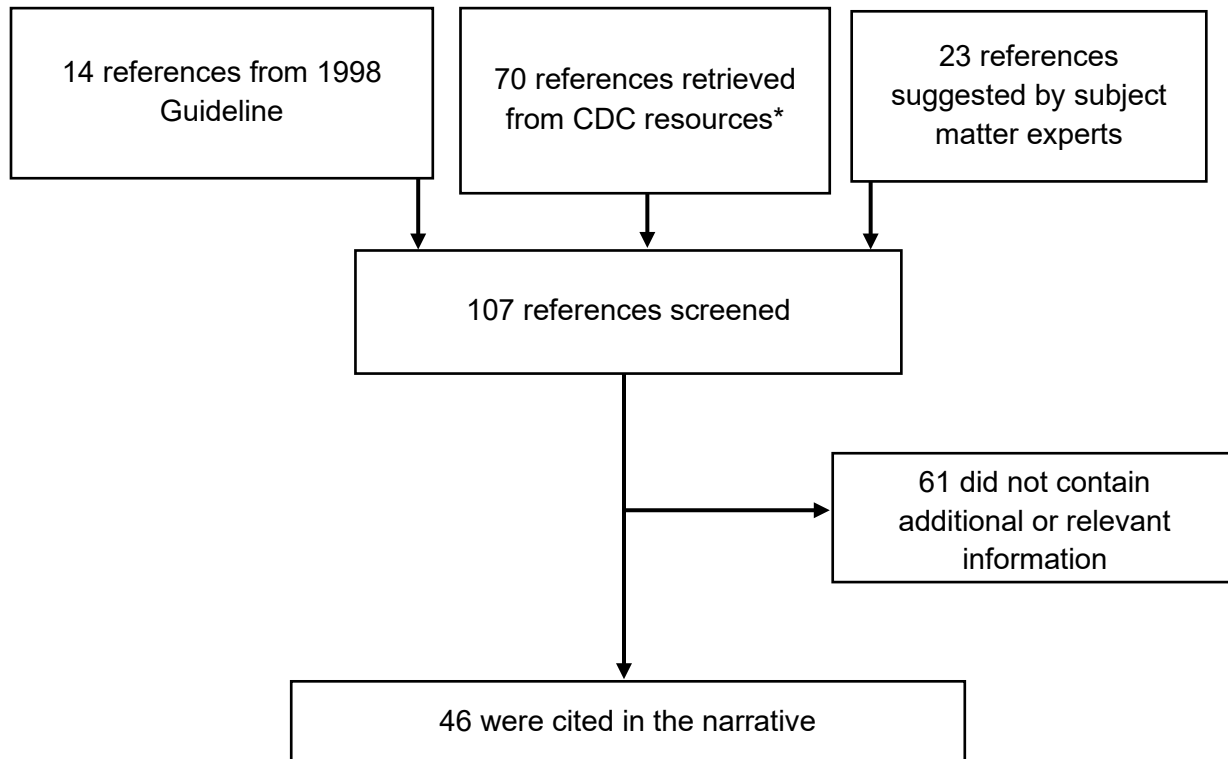 14 references from 1998
Guideline
70 references retrieved
from CDC resources*
23 references
suggested by subject
matter experts
107 references screened
61 did not contain
additional or relevant
information
46 were cited in the narrative